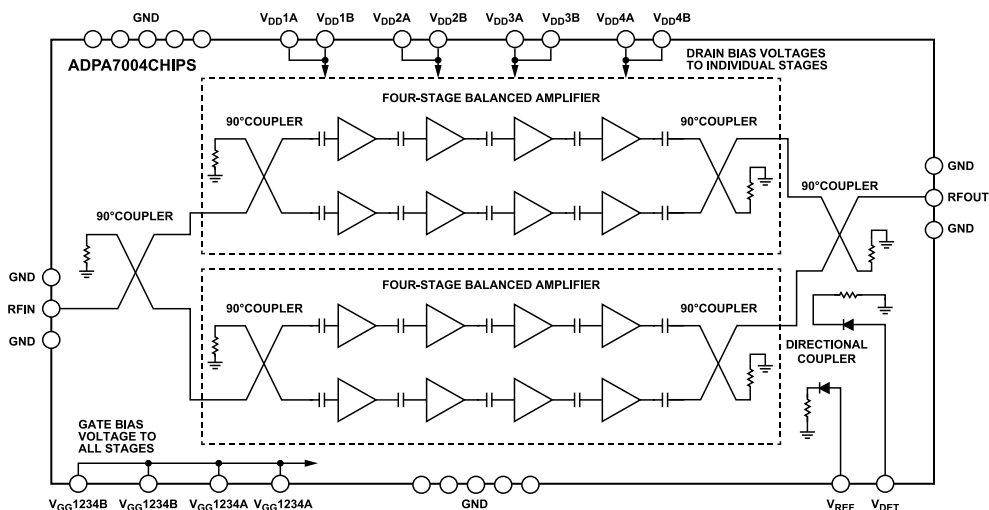 GND
VDD1A VDD1B VDD2A VDD2B VDD3A VDD3B VDD4A VDD4B
ADPA7004CHIPS
DRAIN BIAS VOLTAGES
TO INDIVIDUAL STAGES
FOUR-STAGE BALANCED AMPLIFIER
90°COUPLER
90°COUPLER
GND
90°COUPLER
RFOUT
90°COUPLER
GND
FOUR-STAGE BALANCED AMPLIFIER
GND
90°COUPLER
90°COUPLER
RFIN
GND
DIRECTIONAL
COUPLER
GATE BIAS
VOLTAGE TO
ALL STAGES
VGG1234B VGG1234B VGG1234A VGG1234A
GND
VREF VDET